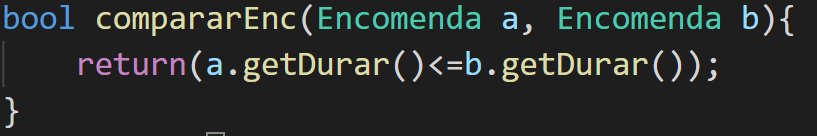 bool compararEnc(Encomenda a, Encomenda b){
    return(a.getDurar()<=b.getDurar());
}